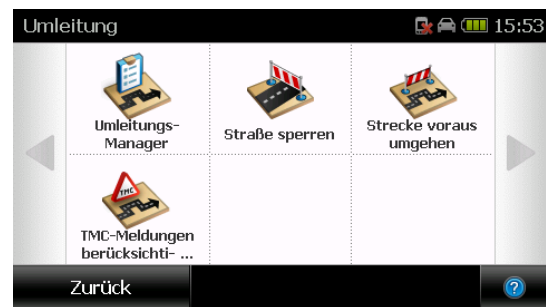 Umleitung 15:53
Umleitungs-
Manager
Straße sperren
Strecke voraus
umgehen
TMC
TMC-Meldungen
berücksichti- ...
Zurück
?